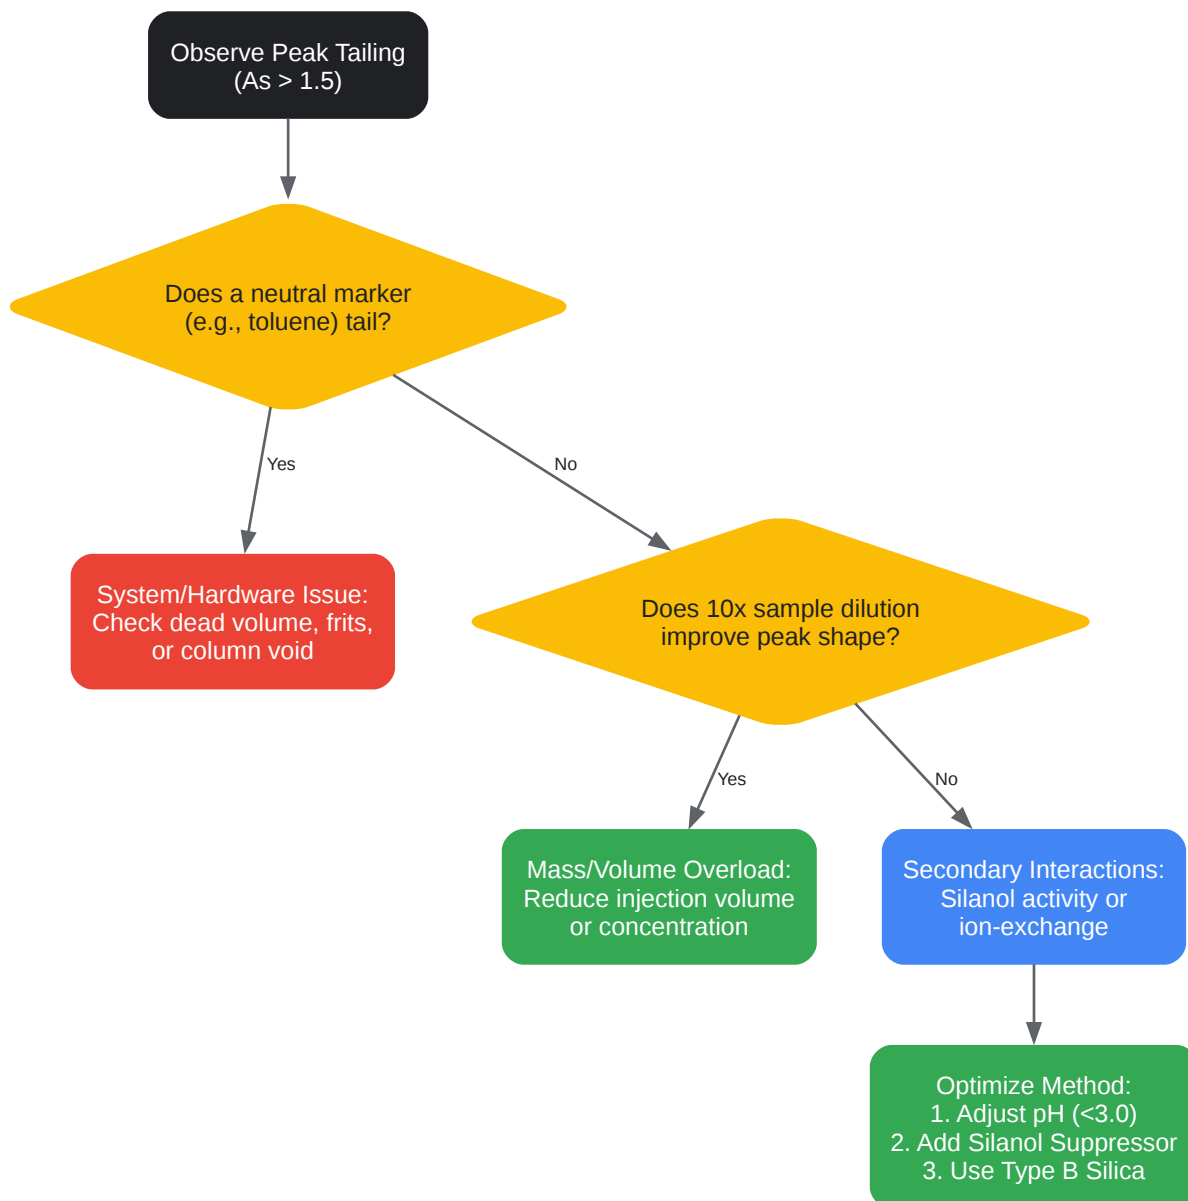 Observe Peak Tailing
(As > 1.5)
Does a neutral marker
(e.g., toluene) tail?
Yes
No
System/Hardware Issue:
Check dead volume, frits,
or column void
Does 10x sample dilution
improve peak shape?
Yes
No
Mass/Volume Overload:
Reduce injection volume
or concentration
Secondary Interactions:
Silanol activity or
ion-exchange
Optimize Method:
1. Adjust pH (<3.0)
2. Add Silanol Suppressor
3. Use Type B Silica